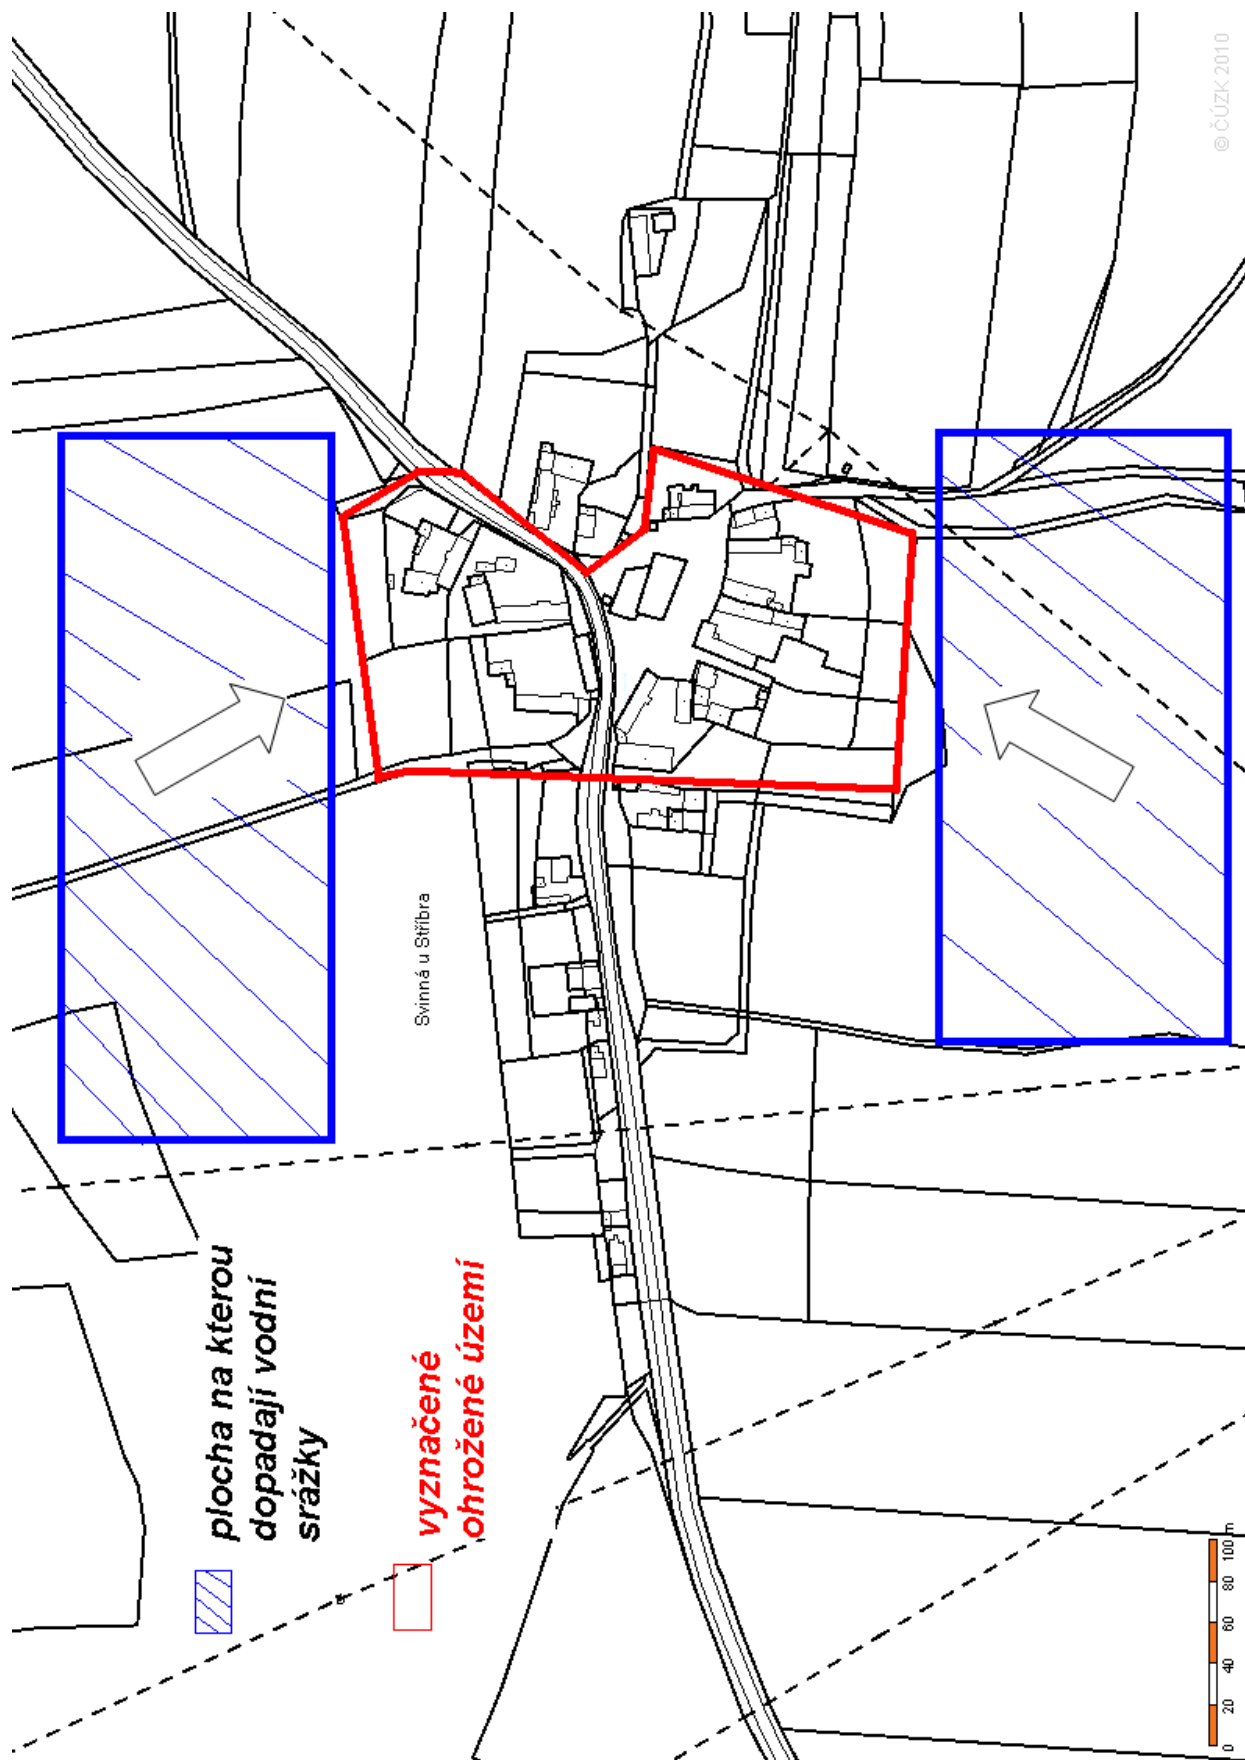 plocha na kterou
dopadají vodní
srážky
vyznačené
ohrožené území
Svinná u Stříbra
0 20 40 60 80 100 m
© ČÚZK 2010